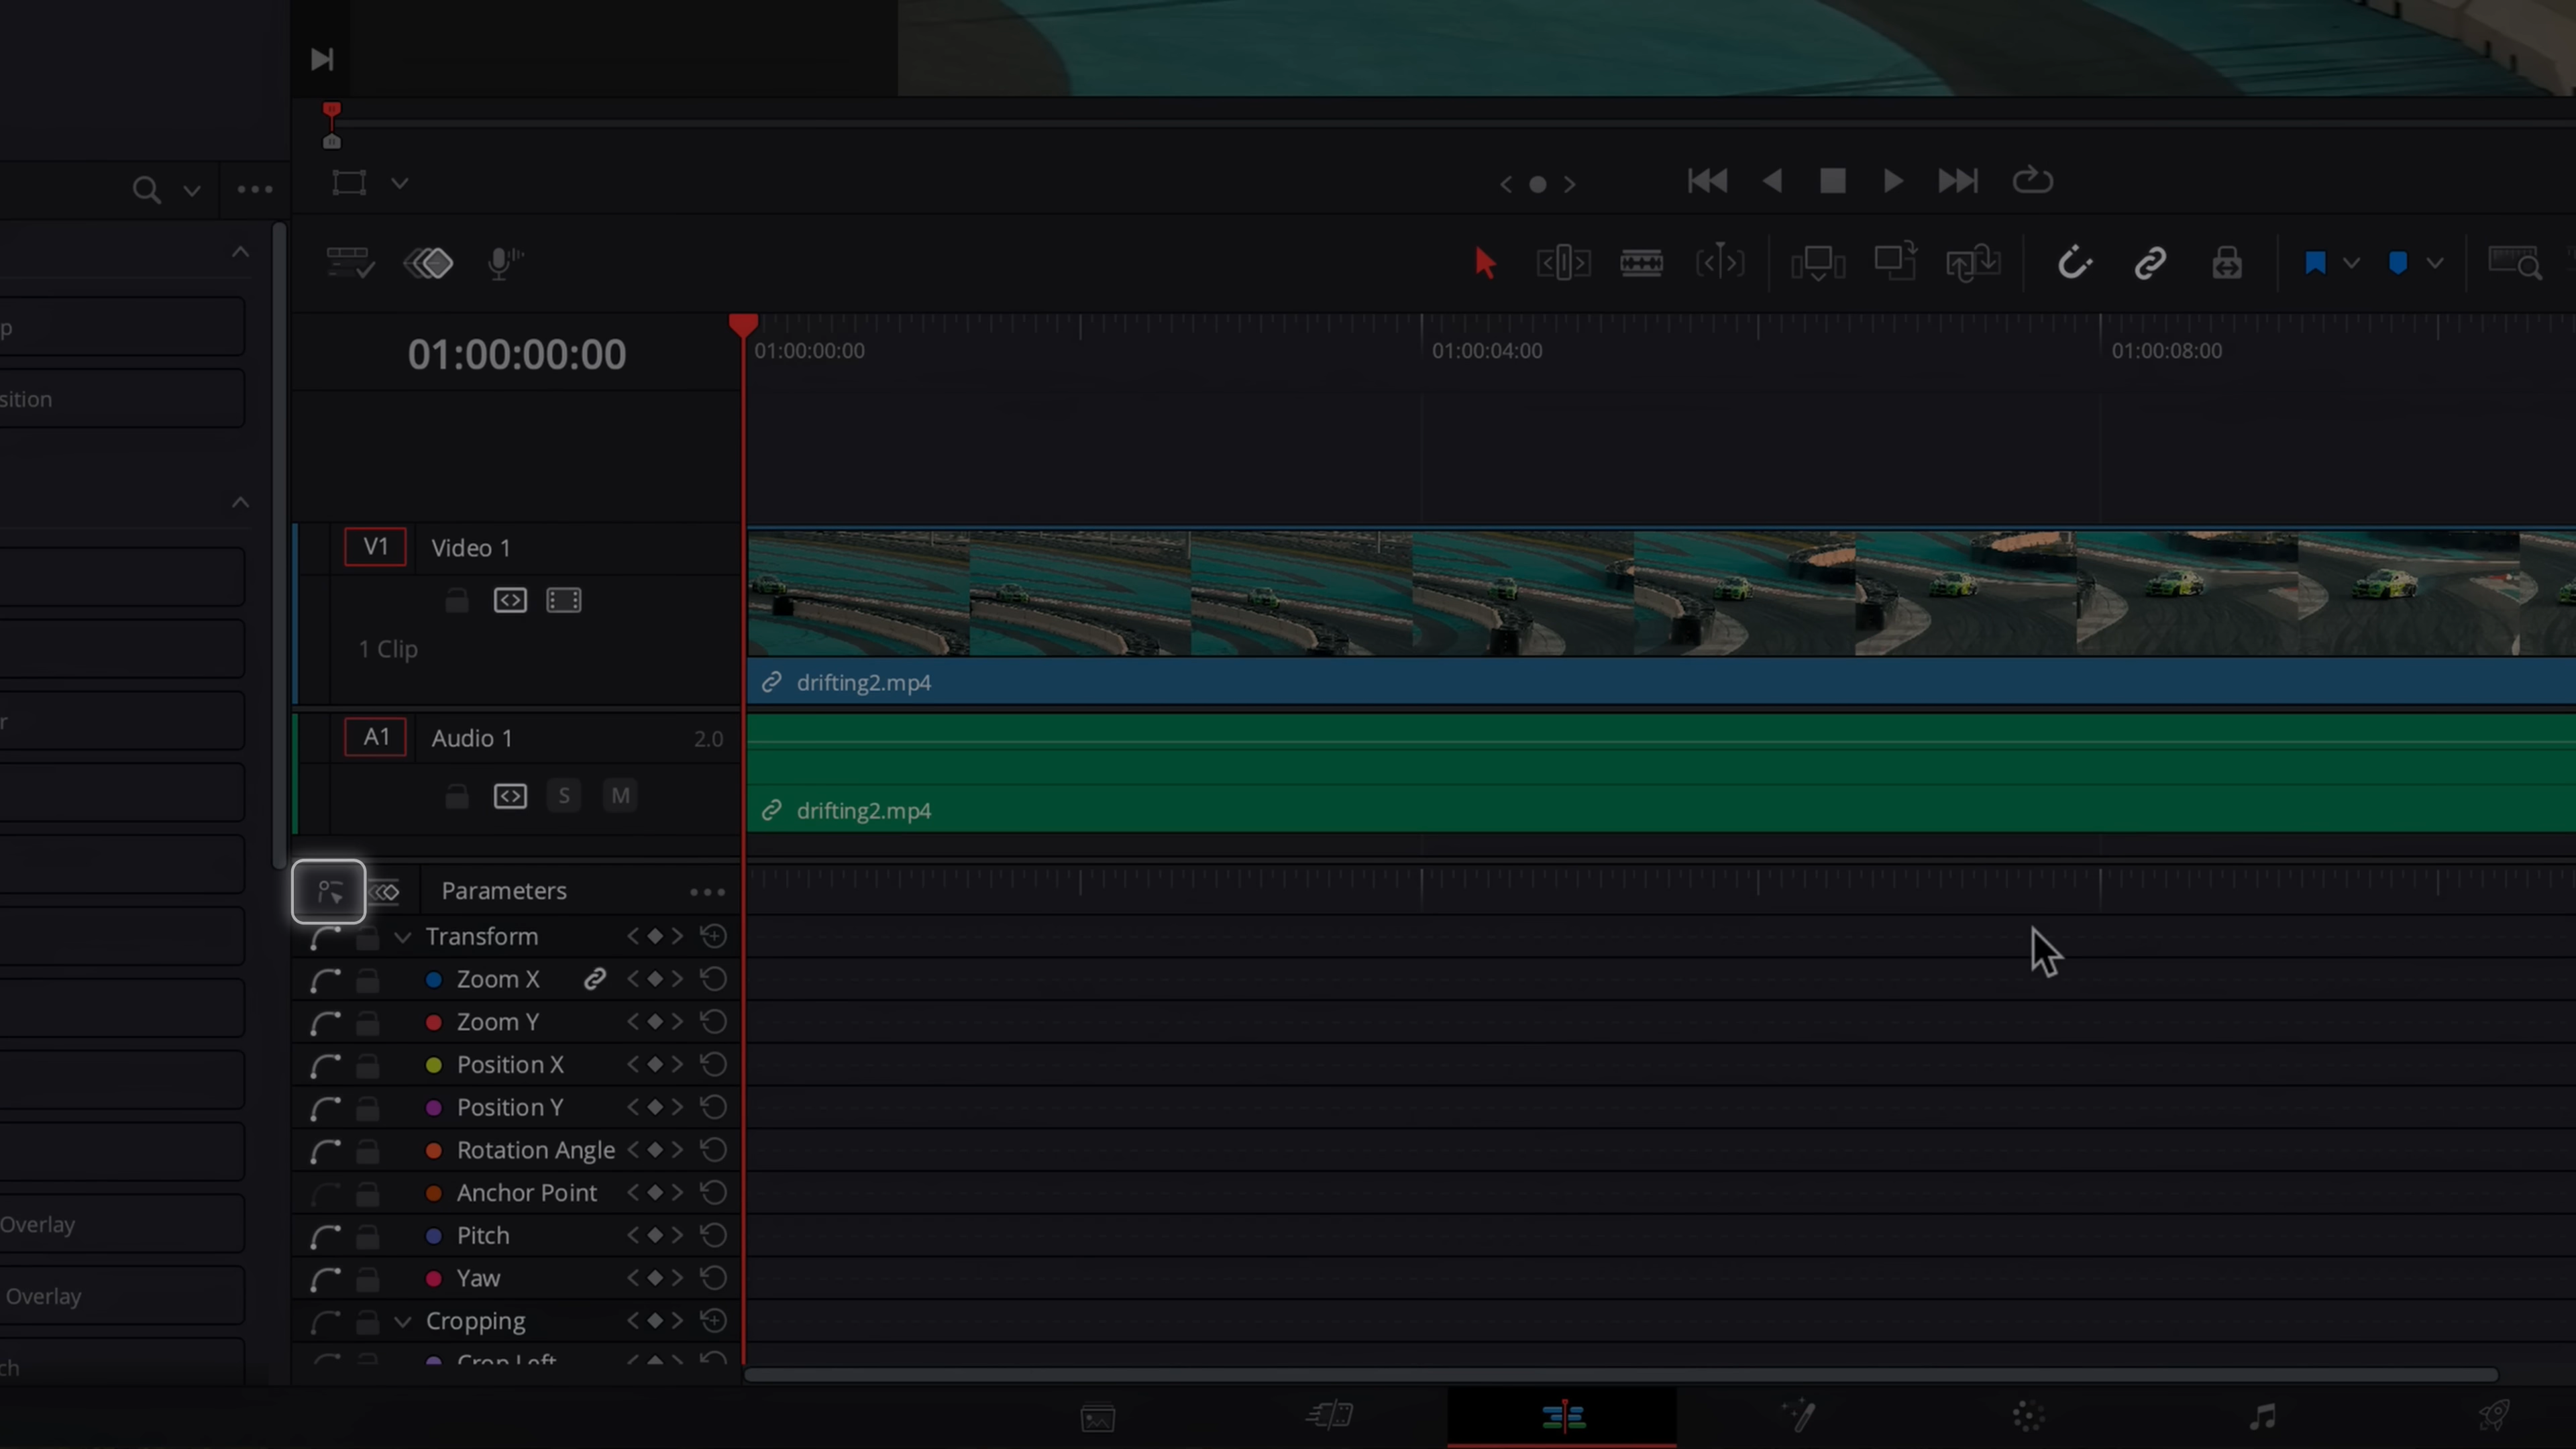 p
sition
r
Overlay
Overlay
ch
01:00:00:00
01:00:00:00
01:00:04:00
01:00:08:00
V1 Video 1
1 Clip
drifting2.mp4
A1 Audio 1 2.0
S M
drifting2.mp4
Parameters
Transform
Zoom X
Zoom Y
Position X
Position Y
Rotation Angle
Anchor Point
Pitch
Yaw
Cropping
Crop Left